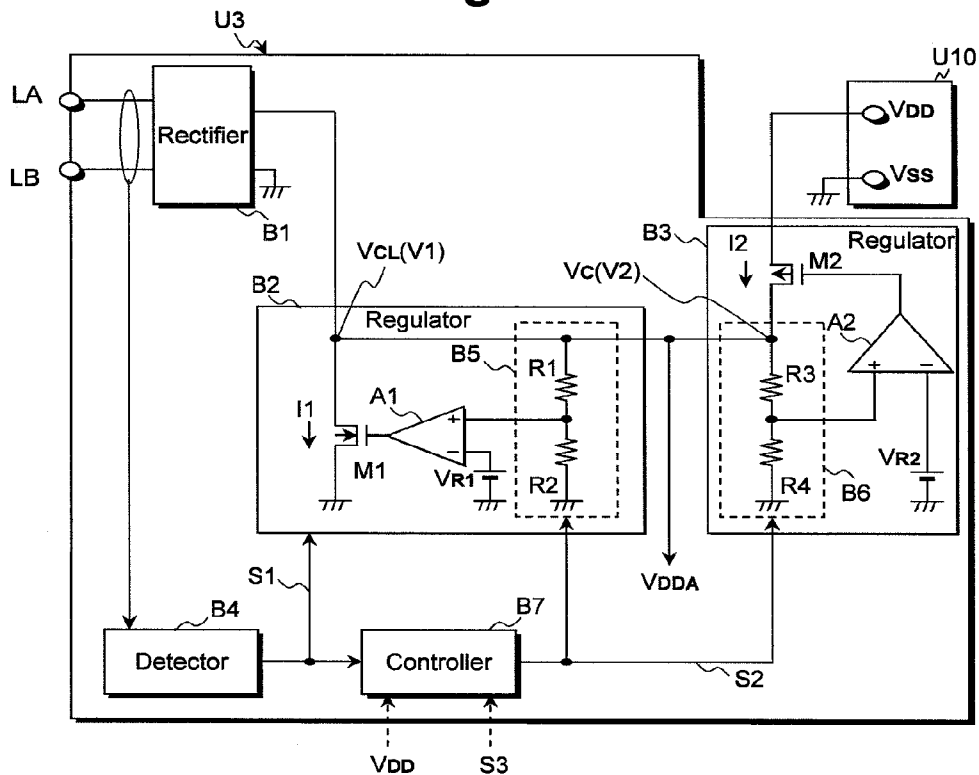 g
U3
U10
LA
LB
Rectifier
B1
VDD
VSS
B3
Regulator
I2
M2
VCL(V1)
VC(V2)
B2
Regulator
A2
B5
R1
R3
+
−
A1
I1
+
−
M1
VR1
R2
R4
VR2
B6
S1
VDDA
B4
B7
Detector
Controller
S2
VDD
S3